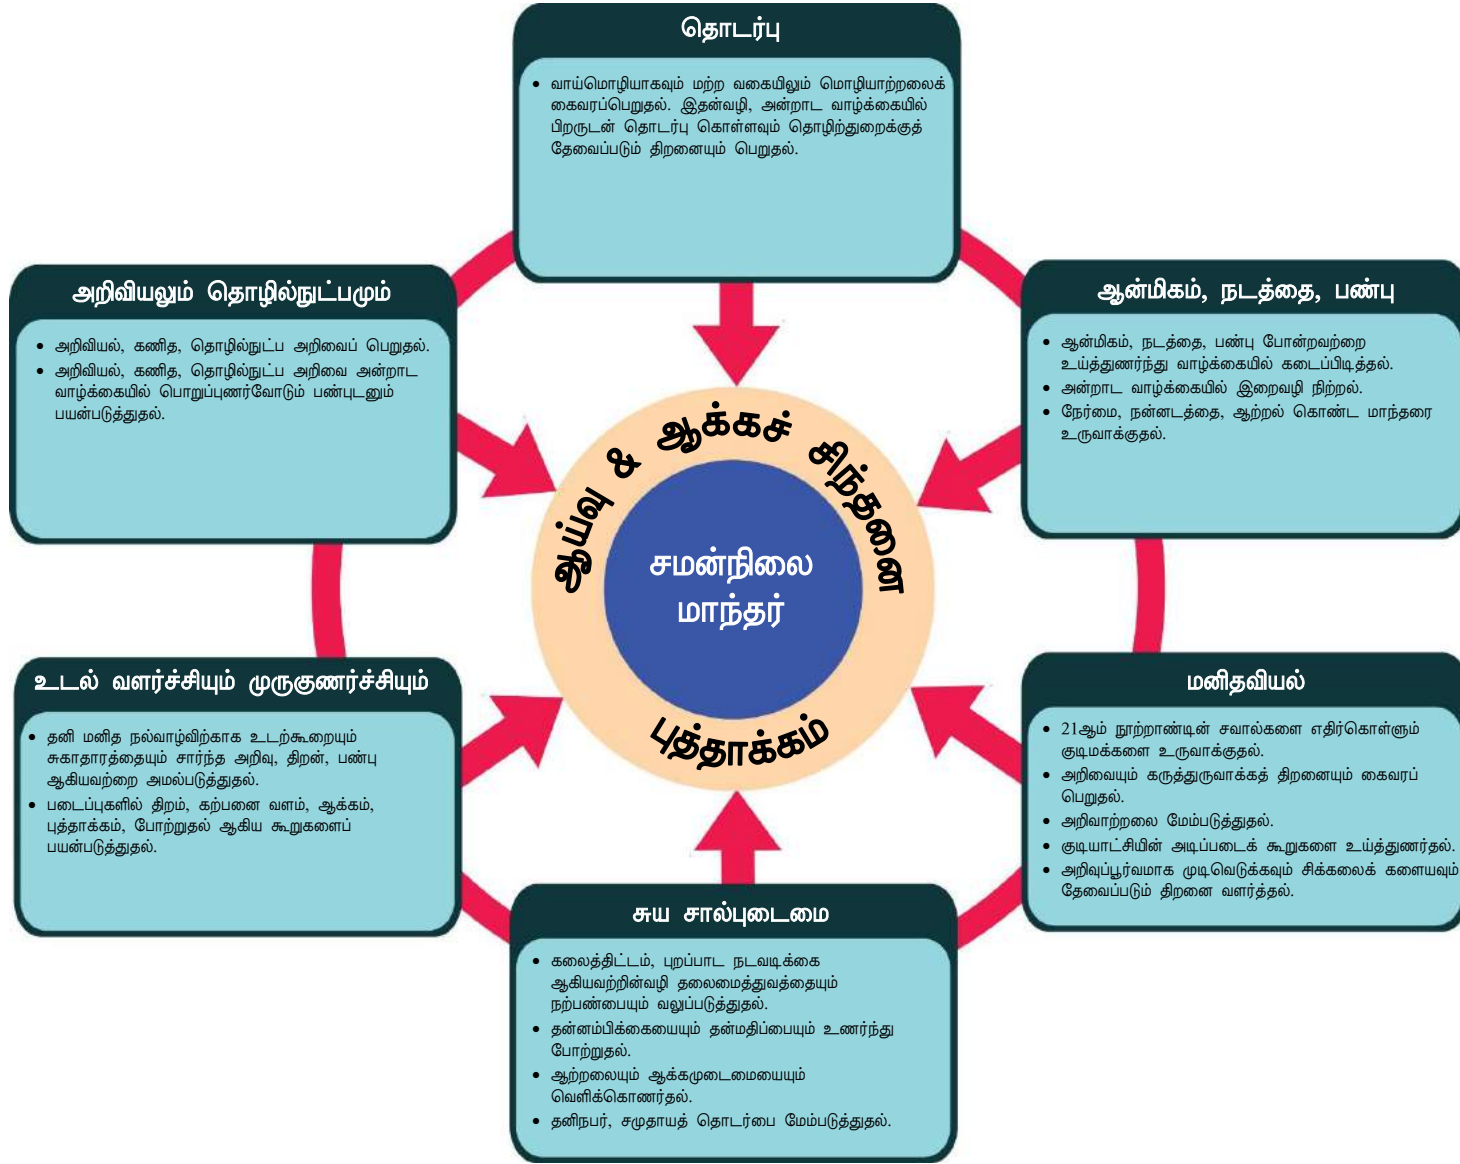 தொடர்பு
• வாய்மொழியாகவும் மற்ற வகையிலும் மொழியாற்றலைக்
கைவரப்பெறுதல். இதன்வழி, அன்றாட வாழ்க்கையில்
பிறருடன் தொடர்பு கொள்ளவும் தொழிற்துறைக்குத்
தேவைப்படும் திறனையும் பெறுதல்.
அறிவியலும் தொழில்நுட்பமும்
• அறிவியல், கணித, தொழில்நுட்ப அறிவைப் பெறுதல்.
• அறிவியல், கணித, தொழில்நுட்ப அறிவை அன்றாட
வாழ்க்கையில் பொறுப்புணர்வோடும் பண்புடனும்
பயன்படுத்துதல்.
ஆன்மிகம், நடத்தை, பண்பு
• ஆன்மிகம், நடத்தை, பண்பு போன்றவற்றை
உய்த்துணர்ந்து வாழ்க்கையில் கடைப்பிடித்தல்.
• அன்றாட வாழ்க்கையில் இறைவழி நிற்றல்.
• நேர்மை, நன்னடத்தை, ஆற்றல் கொண்ட மாந்தரை
உருவாக்குதல்.
ஆய்வு & ஆக்கச் சிந்தனை
சமன்நிலை
மாந்தர்
புத்தாக்கம்
உடல் வளர்ச்சியும் முருகுணர்ச்சியும்
• தனி மனித நல்வாழ்விற்காக உடற்கூறையும்
சுகாதாரத்தையும் சார்ந்த அறிவு, திறன், பண்பு
ஆகியவற்றை அமல்படுத்துதல்.
• படைப்புகளில் திறம், கற்பனை வளம், ஆக்கம்,
புத்தாக்கம், போற்றுதல் ஆகிய கூறுகளைப்
பயன்படுத்துதல்.
மனிதவியல்
• 21ஆம் நூற்றாண்டின் சவால்களை எதிர்கொள்ளும்
குடிமக்களை உருவாக்குதல்.
• அறிவையும் கருத்துருவாக்கத் திறனையும் கைவரப்
பெறுதல்.
• அறிவாற்றலை மேம்படுத்துதல்.
• குடியாட்சியின் அடிப்படைக் கூறுகளை உய்த்துணர்தல்.
• அறிவுப்பூர்வமாக முடிவெடுக்கவும் சிக்கலைக் களையவும்
தேவைப்படும் திறனை வளர்த்தல்.
சுய சால்புடைமை
• கலைத்திட்டம், புறப்பாட நடவடிக்கை
ஆகியவற்றின்வழி தலைமைத்துவத்தையும்
நற்பண்பையும் வலுப்படுத்துதல்.
• தன்னம்பிக்கையையும் தன்மதிப்பையும் உணர்ந்து
போற்றுதல்.
• ஆற்றலையும் ஆக்கமுடைமையையும்
வெளிக்கொணர்தல்.
• தனிநபர், சமுதாயத் தொடர்பை மேம்படுத்துதல்.